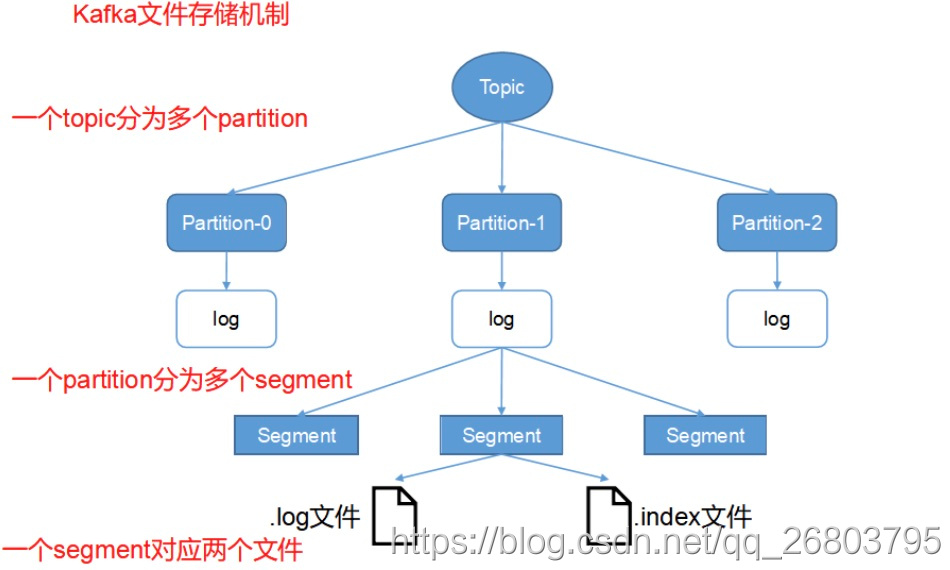 Kafka文件存储机制
Topic
一个topic分为多个partition
Partition-0
Partition-1
Partition-2
log
log
log
一个partition分为多个segment
Segment
Segment
Segment
.log文件
.index文件
一个segment对应两个文件
https://blog.csdn.net/qq_26803795